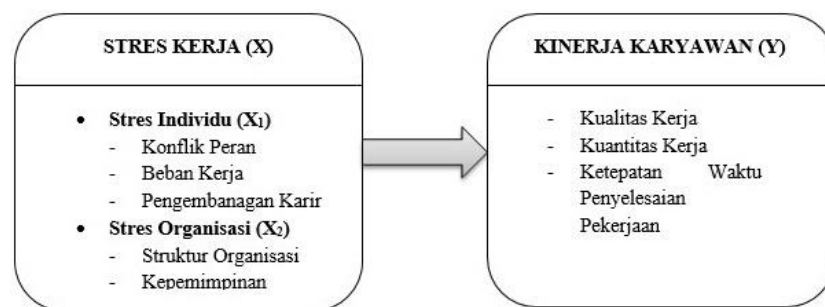 STRES KERJA (X)
• Stres Individu (X₁)
- Konflik Peran
- Beban Kerja
- Pengembanagan Karir
• Stres Organisasi (X₂)
- Struktur Organisasi
- Kepemimpinan
KINERJA KARYAWAN (Y)
- Kualitas Kerja
- Kuantitas Kerja
- Ketepatan Waktu
Penyelesaian
Pekerjaan